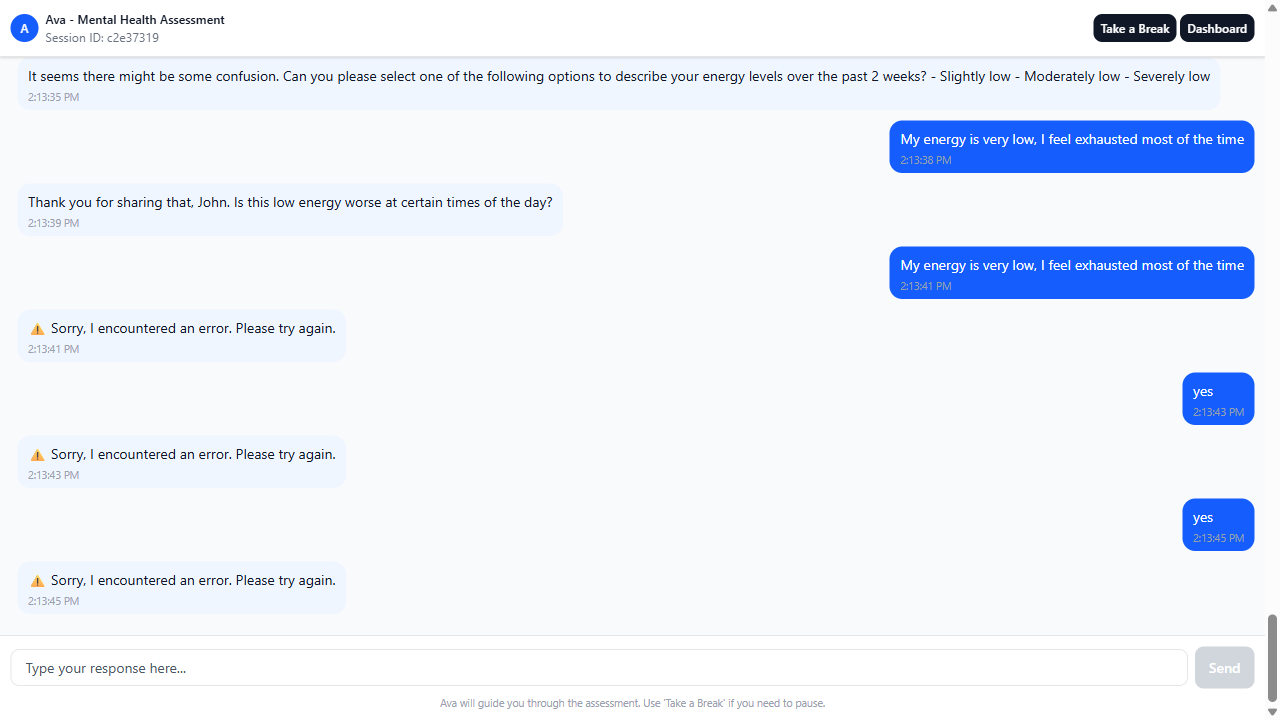 A
Ava - Mental Health Assessment
Session ID: c2e37319
Take a Break
Dashboard
It seems there might be some confusion. Can you please select one of the following options to describe your energy levels over the past 2 weeks? - Slightly low - Moderately low - Severely low
2:13:35 PM
My energy is very low, I feel exhausted most of the time
2:13:38 PM
Thank you for sharing that, John. Is this low energy worse at certain times of the day?
2:13:39 PM
My energy is very low, I feel exhausted most of the time
2:13:41 PM
⚠️ Sorry, I encountered an error. Please try again.
2:13:41 PM
yes
2:13:43 PM
⚠️ Sorry, I encountered an error. Please try again.
2:13:43 PM
yes
2:13:45 PM
⚠️ Sorry, I encountered an error. Please try again.
2:13:45 PM
Type your response here...
Send
Ava will guide you through the assessment. Use 'Take a Break' if you need to pause.